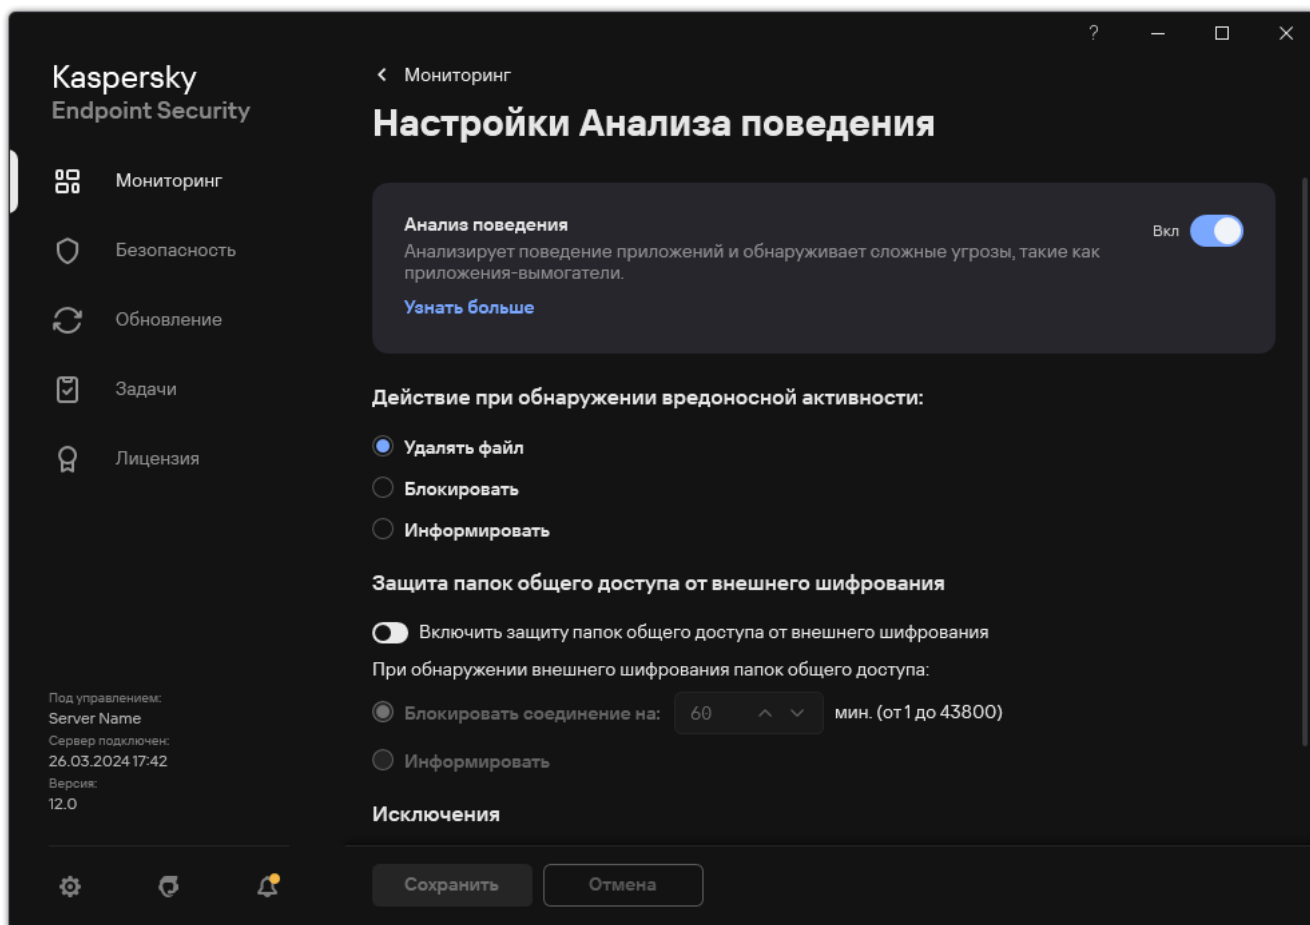 ?
Kaspersky
Endpoint Security
Мониторинг
Безопасность
Обновление
Задачи
Лицензия
Под управлением:
Server Name
Сервер подключен:
26.03.2024 17:42
Версия:
12.0
Мониторинг
Настройки Анализа поведения
Анализ поведения
Анализирует поведение приложений и обнаруживает сложные угрозы, такие как
приложения-вымогатели.
Узнать больше
Вкл
Действие при обнаружении вредоносной активности:
Удалять файл
Блокировать
Информировать
Защита папок общего доступа от внешнего шифрования
Включить защиту папок общего доступа от внешнего шифрования
При обнаружении внешнего шифрования папок общего доступа:
Блокировать соединение на: 60 мин. (от 1 до 43800)
Информировать
Исключения
Сохранить Отмена